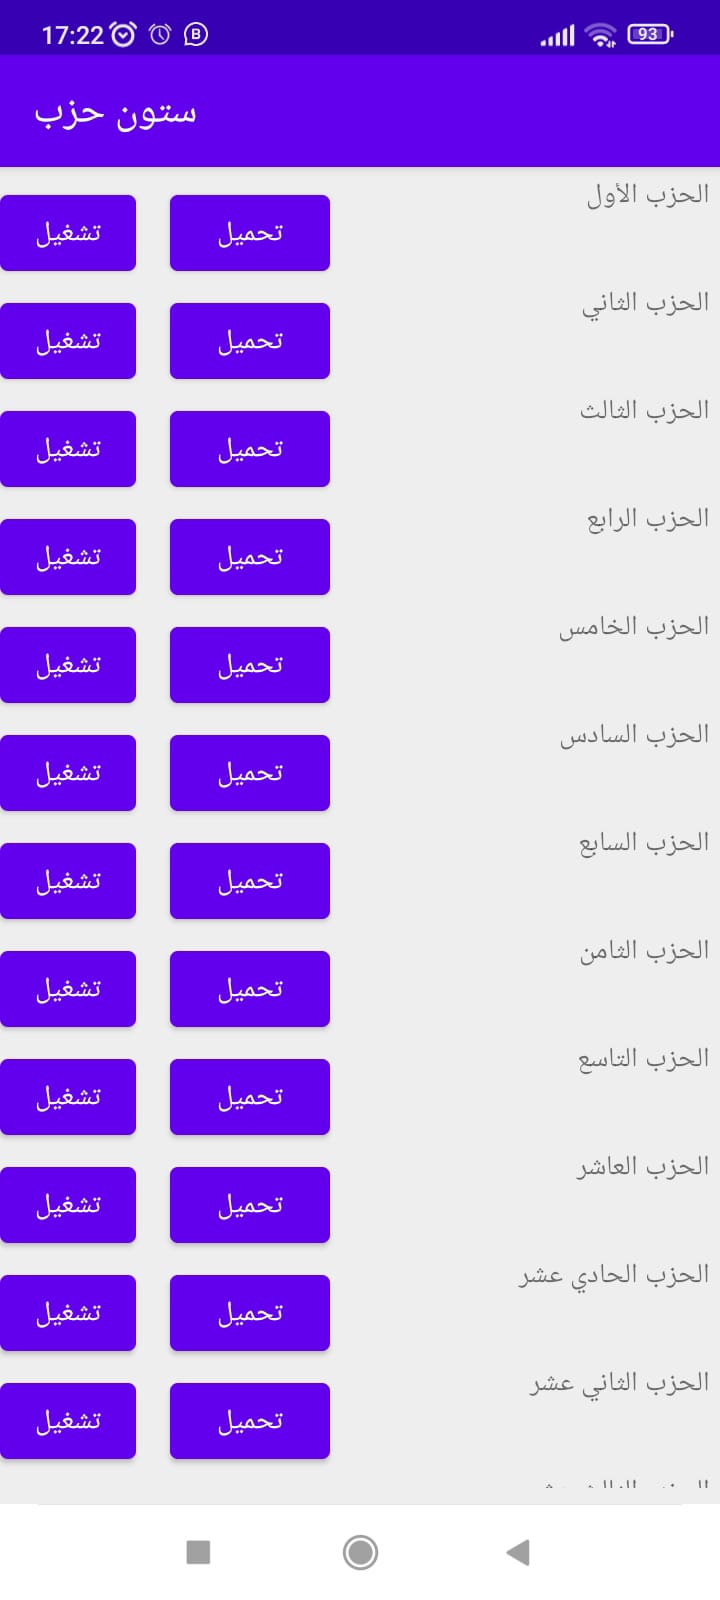 17:22 B 93
ستون حزب
الحزب الأول
تحميل تشغيل
الحزب الثاني
تحميل تشغيل
الحزب الثالث
تحميل تشغيل
الحزب الرابع
تحميل تشغيل
الحزب الخامس
تحميل تشغيل
الحزب السادس
تحميل تشغيل
الحزب السابع
تحميل تشغيل
الحزب الثامن
تحميل تشغيل
الحزب التاسع
تحميل تشغيل
الحزب العاشر
تحميل تشغيل
الحزب الحادي عشر
تحميل تشغيل
الحزب الثاني عشر
تحميل تشغيل